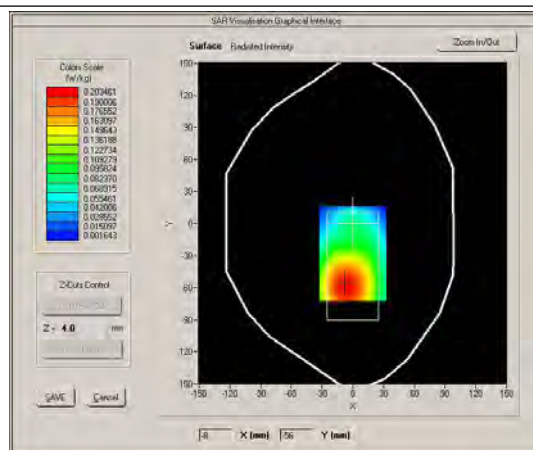 SAR Visualisation Graphical Interface
Surface Radiated Intensity
Zoom In/Out
Colors Scale
(W/kg)
0.203461
0.190006
0.176552
0.163097
0.149643
0.136188
0.122734
0.109279
0.095824
0.082370
0.068915
0.055461
0.042006
0.028552
0.015097
0.001643
Z-Cuts Control
Z = 4.0 mm
SAVE
Cancel
150
120
90
60
30
0
-30
-60
-90
-120
-150
Y
-150 -120 -90 -60 -30 0 30 60 90 120 150
X
-8 X (mm) -56 Y (mm)